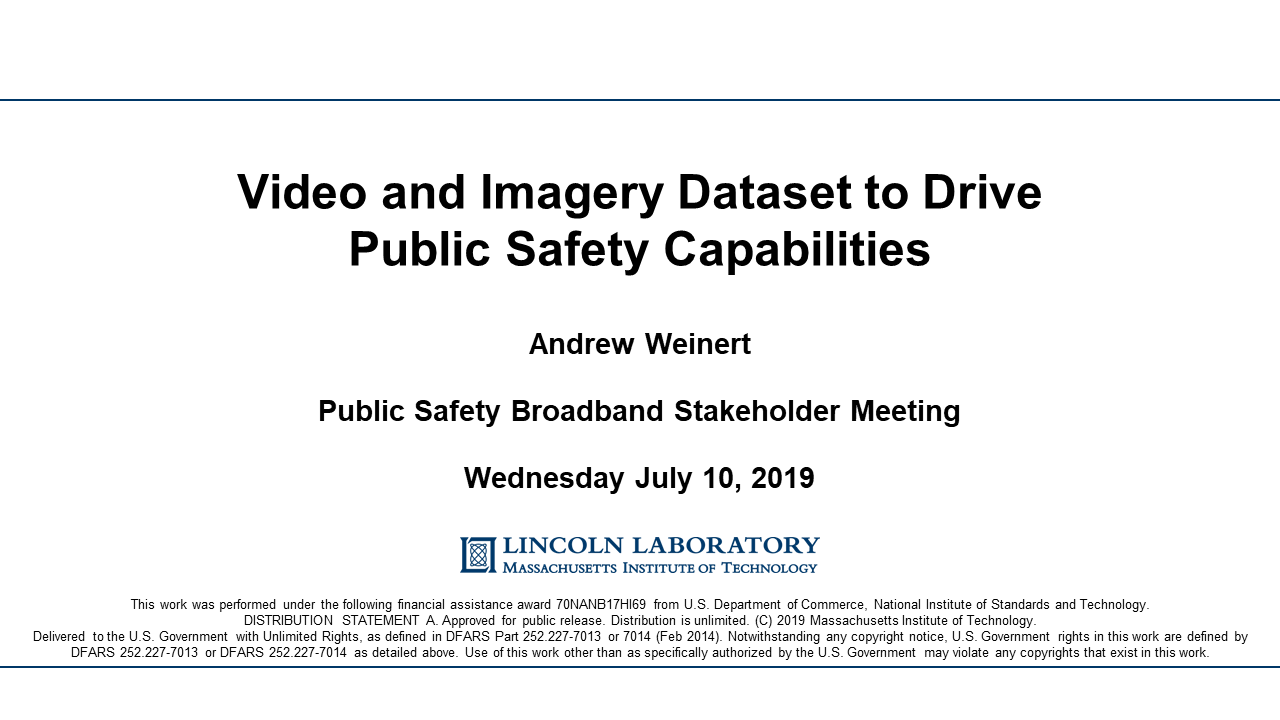 Video and Imagery Dataset to Drive
Public Safety Capabilities
Andrew Weinert
Public Safety Broadband Stakeholder Meeting
Wednesday July 10, 2019
LINCOLN LABORATORY
MASSACHUSETTS INSTITUTE OF TECHNOLOGY
This work was performed under the following financial assistance award 70NANB17HI69 from U.S. Department of Commerce, National Institute of Standards and Technology.
DISTRIBUTION STATEMENT A. Approved for public release. Distribution is unlimited. (C) 2019 Massachusetts Institute of Technology.
Delivered to the U.S. Government with Unlimited Rights, as defined in DFARS Part 252.227-7013 or 7014 (Feb 2014). Notwithstanding any copyright notice, U.S. Government rights in this work are defined by
DFARS 252.227-7013 or DFARS 252.227-7014 as detailed above. Use of this work other than as specifically authorized by the U.S. Government may violate any copyrights that exist in this work.